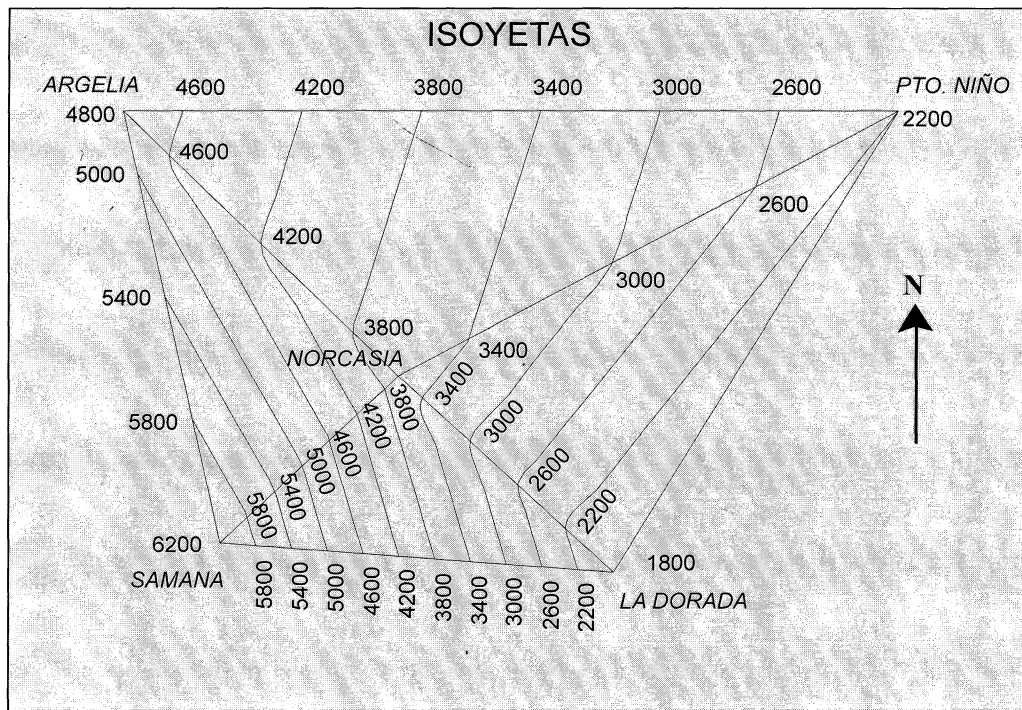 ISOYETAS
ARGELIA 4600 4200 3800 3400 3000 2600 PTO. NIÑO
4800 2200
4600
5000
2600
4200
3000
5400
N
3800
NORCASIA 3400
3400
3800
4200 3000
5800 4600
5000 2600
5400
5800 2200
6200 1800
SAMANA
5800 5400 5000 4600 4200 3800 3400 3000 2600 2200
LA DORADA